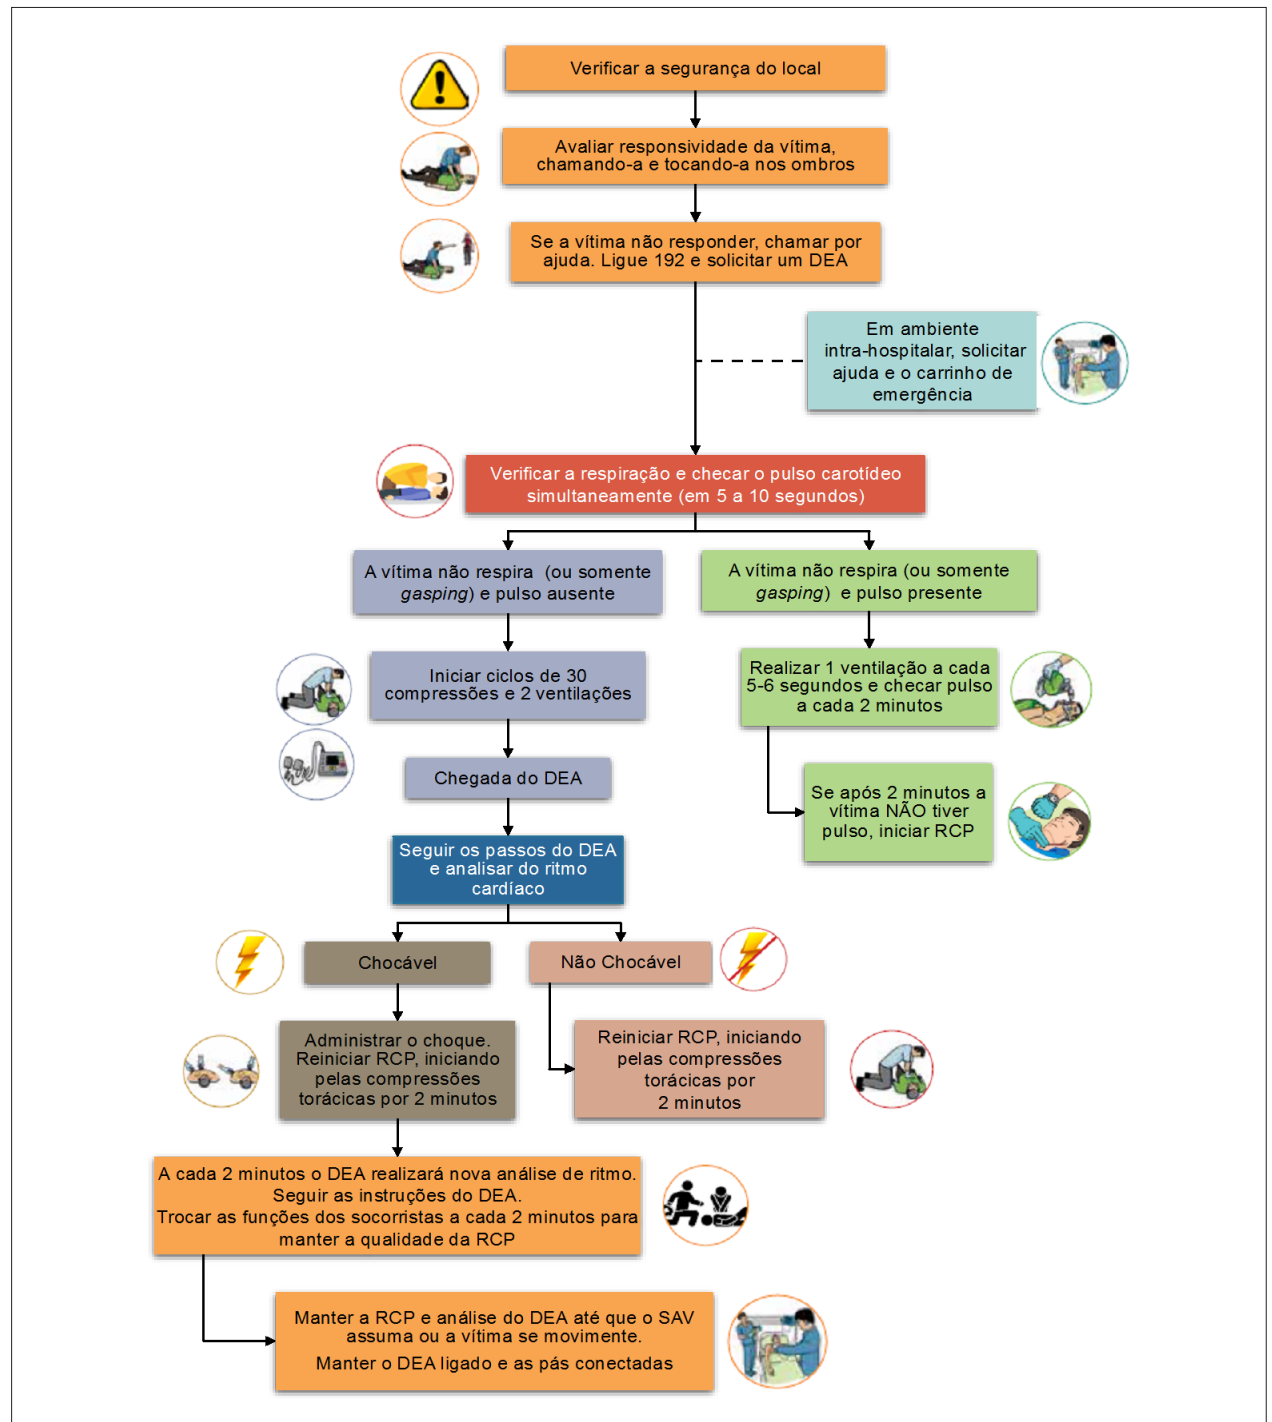 Verificar a segurança do local
Avaliar responsividade da vítima,
chamando-a e tocando-a nos ombros
Se a vítima não responder, chamar por
ajuda. Ligue 192 e solicitar um DEA
Em ambiente
intra-hospitalar, solicitar
ajuda e o carrinho de
emergência
Verificar a respiração e checar o pulso carotídeo
simultaneamente (em 5 a 10 segundos)
A vítima não respira (ou somente
gasping) e pulso ausente
A vítima não respira (ou somente
gasping) e pulso presente
Iniciar ciclos de 30
compressões e 2 ventilações
Realizar 1 ventilação a cada
5-6 segundos e checar pulso
a cada 2 minutos
Chegada do DEA
Se após 2 minutos a
vítima NÃO tiver
pulso, iniciar RCP
Seguir os passos do DEA
e analisar do ritmo
cardíaco
Chocável
Não Chocável
Administrar o choque.
Reiniciar RCP, iniciando
pelas compressões
torácicas por 2 minutos
Reiniciar RCP, iniciando
pelas compressões
torácicas por
2 minutos
A cada 2 minutos o DEA realizará nova análise de ritmo.
Seguir as instruções do DEA.
Trocar as funções dos socorristas a cada 2 minutos para
manter a qualidade da RCP
Manter a RCP e análise do DEA até que o SAV
assuma ou a vítima se movimente.
Manter o DEA ligado e as pás conectadas